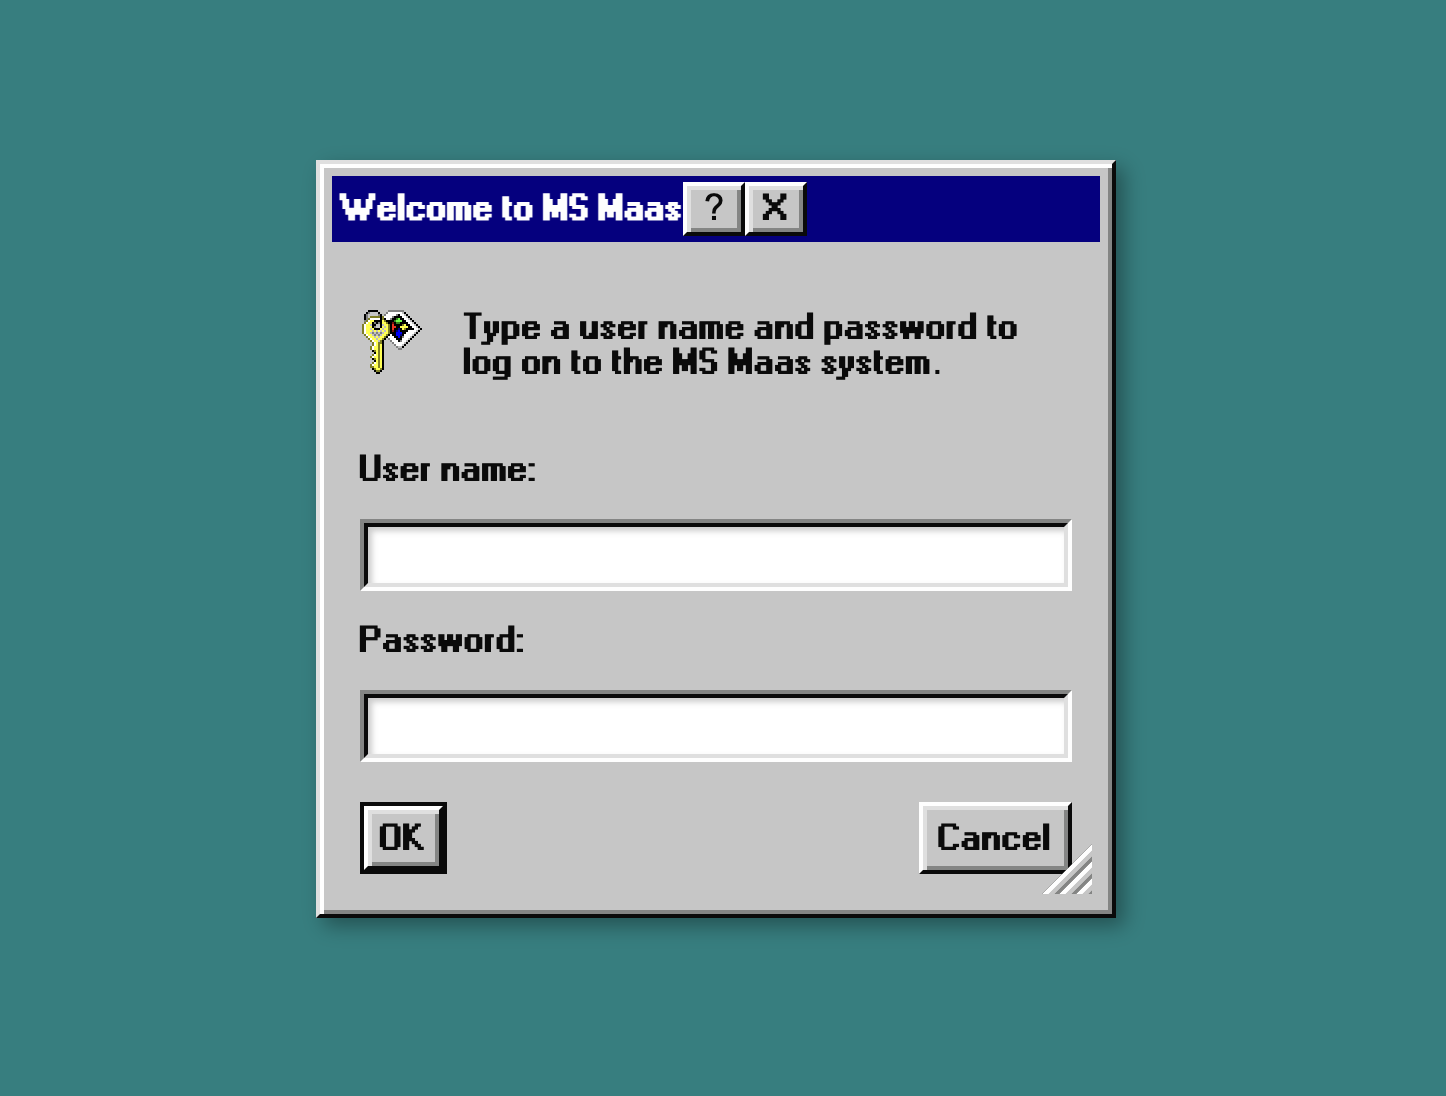 Welcome to MS Maas ? X
Type a user name and password to
log on to the MS Maas system.
User name:
Password:
OK Cancel